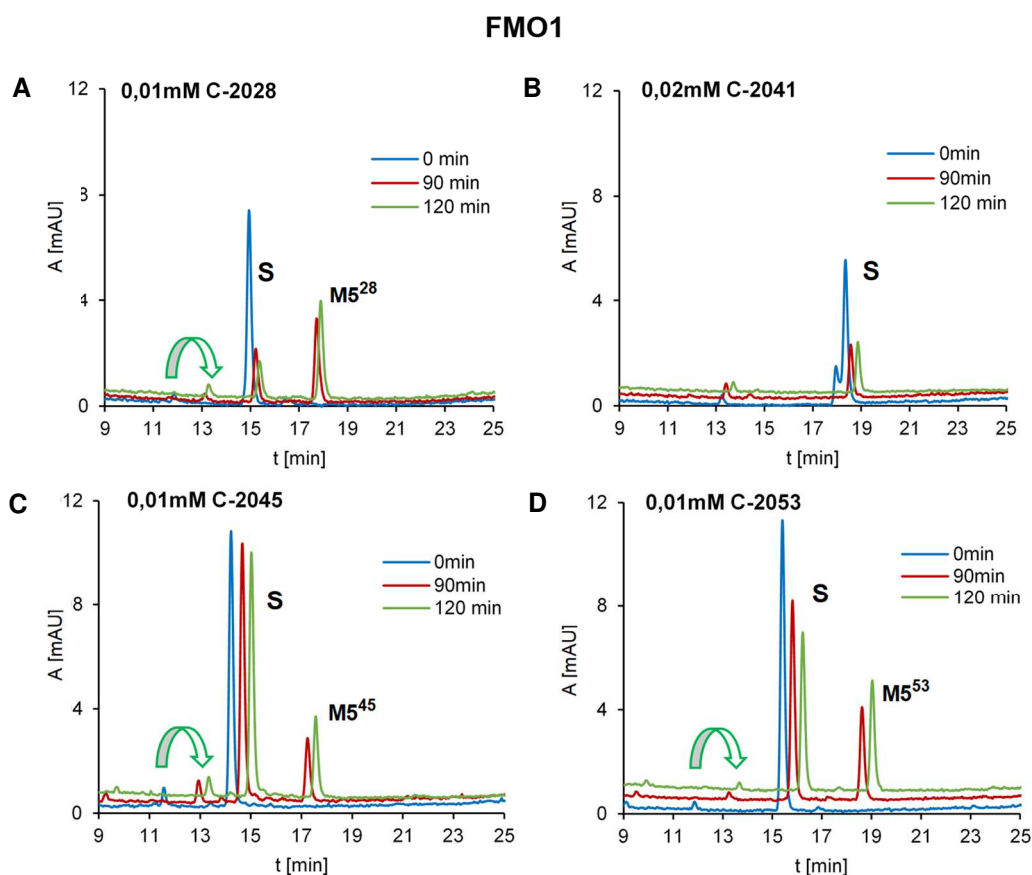 FMO1
A
0,01mM C-2028
12
8
4
0
A [mAU]
0 min
90 min
120 min
S
M5²⁸
9 11 13 15 17 19 21 23 25
t [min]
B
0,02mM C-2041
12
8
4
0
A [mAU]
0min
90min
120 min
S
9 11 13 15 17 19 21 23 25
t [min]
C
0,01mM C-2045
12
8
4
0
A [mAU]
0min
90min
120 min
S
M5⁴⁵
9 11 13 15 17 19 21 23 25
t [min]
D
0,01mM C-2053
12
8
4
0
A [mAU]
0min
90min
120 min
S
M5⁵³
9 11 13 15 17 19 21 23 25
t [min]